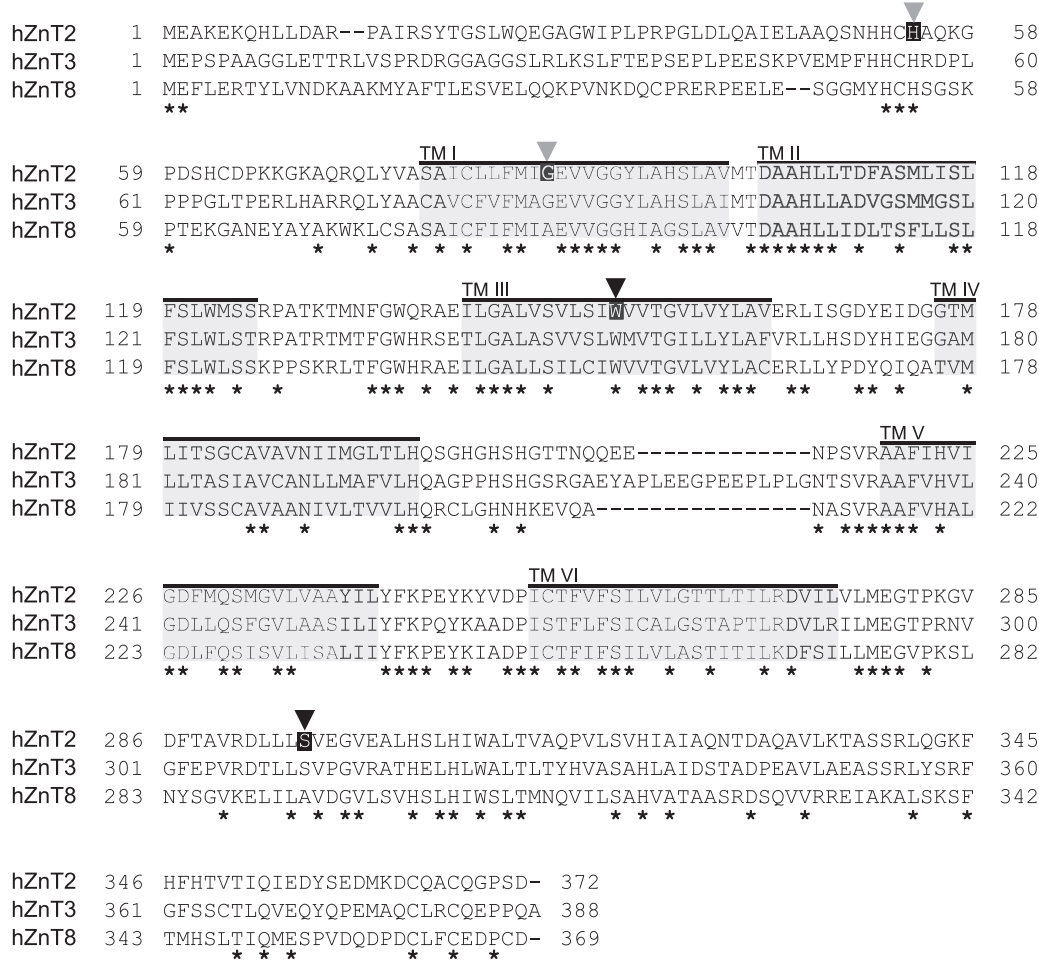 hZnT2 1 MEAKEKQHLLDAR--PAIRSYTGSLWQEGAGWIPLPRPGLDLQAIELAAQSNHHCHAQKG 58
hZnT3 1 MEPSPAAGGLETTRLVSPRDRGGAGGSLRLKSLFTEPSEPLPEESKPVEMPFHHCHRDPL 60
hZnT8 1 MEFLERTYLVNDKAAKMYAFTLESVELQQKPVNKDQCPRERPEELE--SGGMYHCHSGSK 58
** ***
TM I TM II
hZnT2 59 PDSHCDPKKGKAQRQLYVASAICLLFMIGEVVGGYLAHSLAVMTDAAHLLTDFASMLISL 118
hZnT3 61 PPPGLTPERLHARRQLYAACAVCFVFMAGEVVGGYLAHSLAIMTDAAHLLADVGSMMGSL 120
hZnT8 59 PTEKGANEYAYAKWKLCSASAICFIFMIAEVVGGHIAGSLAVVTDAAHLLIDLTSFLLSL 118
* * * * * ** ***** * *** ******* * * **
TM III TM IV
hZnT2 119 FSLWMSSRPATKTMNFGWQRAEILGALVSVLSIWVVTGVLVYLAVERLISGDYEIDGGTM 178
hZnT3 121 FSLWLSTRPATRTMTFGWHRSETLGALASVVSLWMVTGILLYLAFVRLLHSDYHIEGGAM 180
hZnT8 119 FSLWLSSKPPSKRLTFGWHRAEILGALLSILCIWVVTGVLVYLACERLLYPDYQIQATVM 178
**** * * *** * * **** * * *** * *** ** ** * *
hZnT2 179 LITSGCAVAVNIIMGLTLHQSGHGHSHGTTNQQEE-------------NPSVRAAFIHVI 225
TM V
hZnT3 181 LLTASIAVCANLLMAFVLHQAGPPHSHGSRGAEYAPLEEGPEEPLPLGNTSVRAAFVHVL 240
hZnT8 179 IIVSSCAVAANIVLTVVLHQRCLGHNHKEVQA----------------NASVRAAFVHAL 222
** * *** * * * ****** *
TM VI
hZnT2 226 GDFMQSMGVLVAAYILYFKPEYKYVDPICTFVFSILVLGTTLTILRDVILVLMEGTPKGV 285
hZnT3 241 GDLLQSFGVLAASILIYFKPQYKAADPISTFLFSICALGSTAPTLRDVLRILMEGTPRNV 300
hZnT8 223 GDLFQSISVLISALIIYFKPEYKIADPICTFIFSILVLASTITILKDFSILLMEGVPKSL 282
** ** ** **** ** ** ** *** * * * * **** *
hZnT2 286 DFTAVRDLLLSVEGVEALHSLHIWALTVAQPVLSVHIAIAQNTDAQAVLKTASSRLQGKF 345
hZnT3 301 GFEPVRDTLLSVPGVRATHELHLWALTLTYHVASAHLAIDSTADPEAVLAEASSRLYSRF 360
hZnT8 283 NYSGVKELILAVDGVLSVHSLHIWSLTMNQVILSAHVATAASRDSQVVRREIAKALSKSF 342
* * * ** * ** * ** * * * * * * *
hZnT2 346 HFHTVTIQIEDYSEDMKDCQACQGPSD- 372
hZnT3 361 GFSSCTLQVEQYQPEMAQCLRCQEPPQA 388
hZnT8 343 TMHSLTIQMESPVDQDPDCLFCEDPCD- 369
* * * * * *